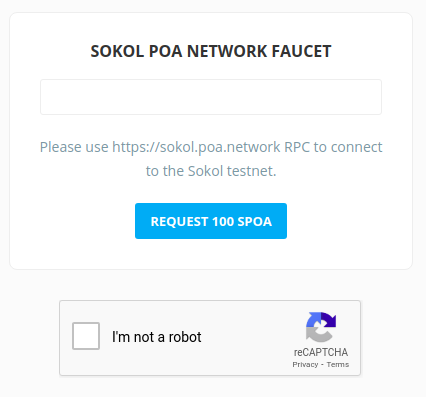 SOKOL POA NETWORK FAUCET
Please use https://sokol.poa.network RPC to connect
to the Sokol testnet.
REQUEST 100 SPOA
I'm not a robot
reCAPTCHA
Privacy - Terms